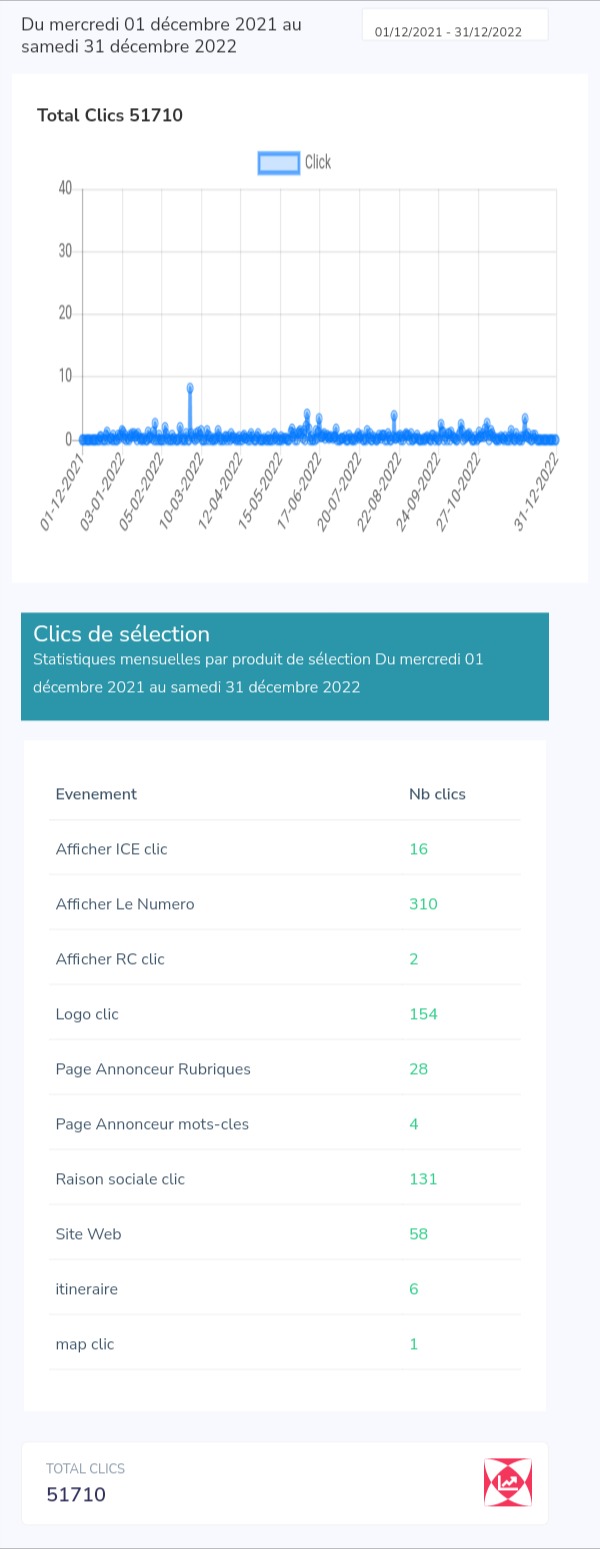 Du mercredi 01 décembre 2021 au
samedi 31 décembre 2022
01/12/2021 - 31/12/2022
Total Clics 51710
Click
40
30
20
10
0
01-12-2021
03-01-2022
05-02-2022
10-03-2022
12-04-2022
15-05-2022
17-06-2022
20-07-2022
22-08-2022
24-09-2022
27-10-2022
31-12-2022
Clics de sélection
Statistiques mensuelles par produit de sélection Du mercredi 01
décembre 2021 au samedi 31 décembre 2022
Evenement Nb clics
Afficher ICE clic 16
Afficher Le Numero 310
Afficher RC clic 2
Logo clic 154
Page Annonceur Rubriques 28
Page Annonceur mots-cles 4
Raison sociale clic 131
Site Web 58
itineraire 6
map clic 1
TOTAL CLICS
51710